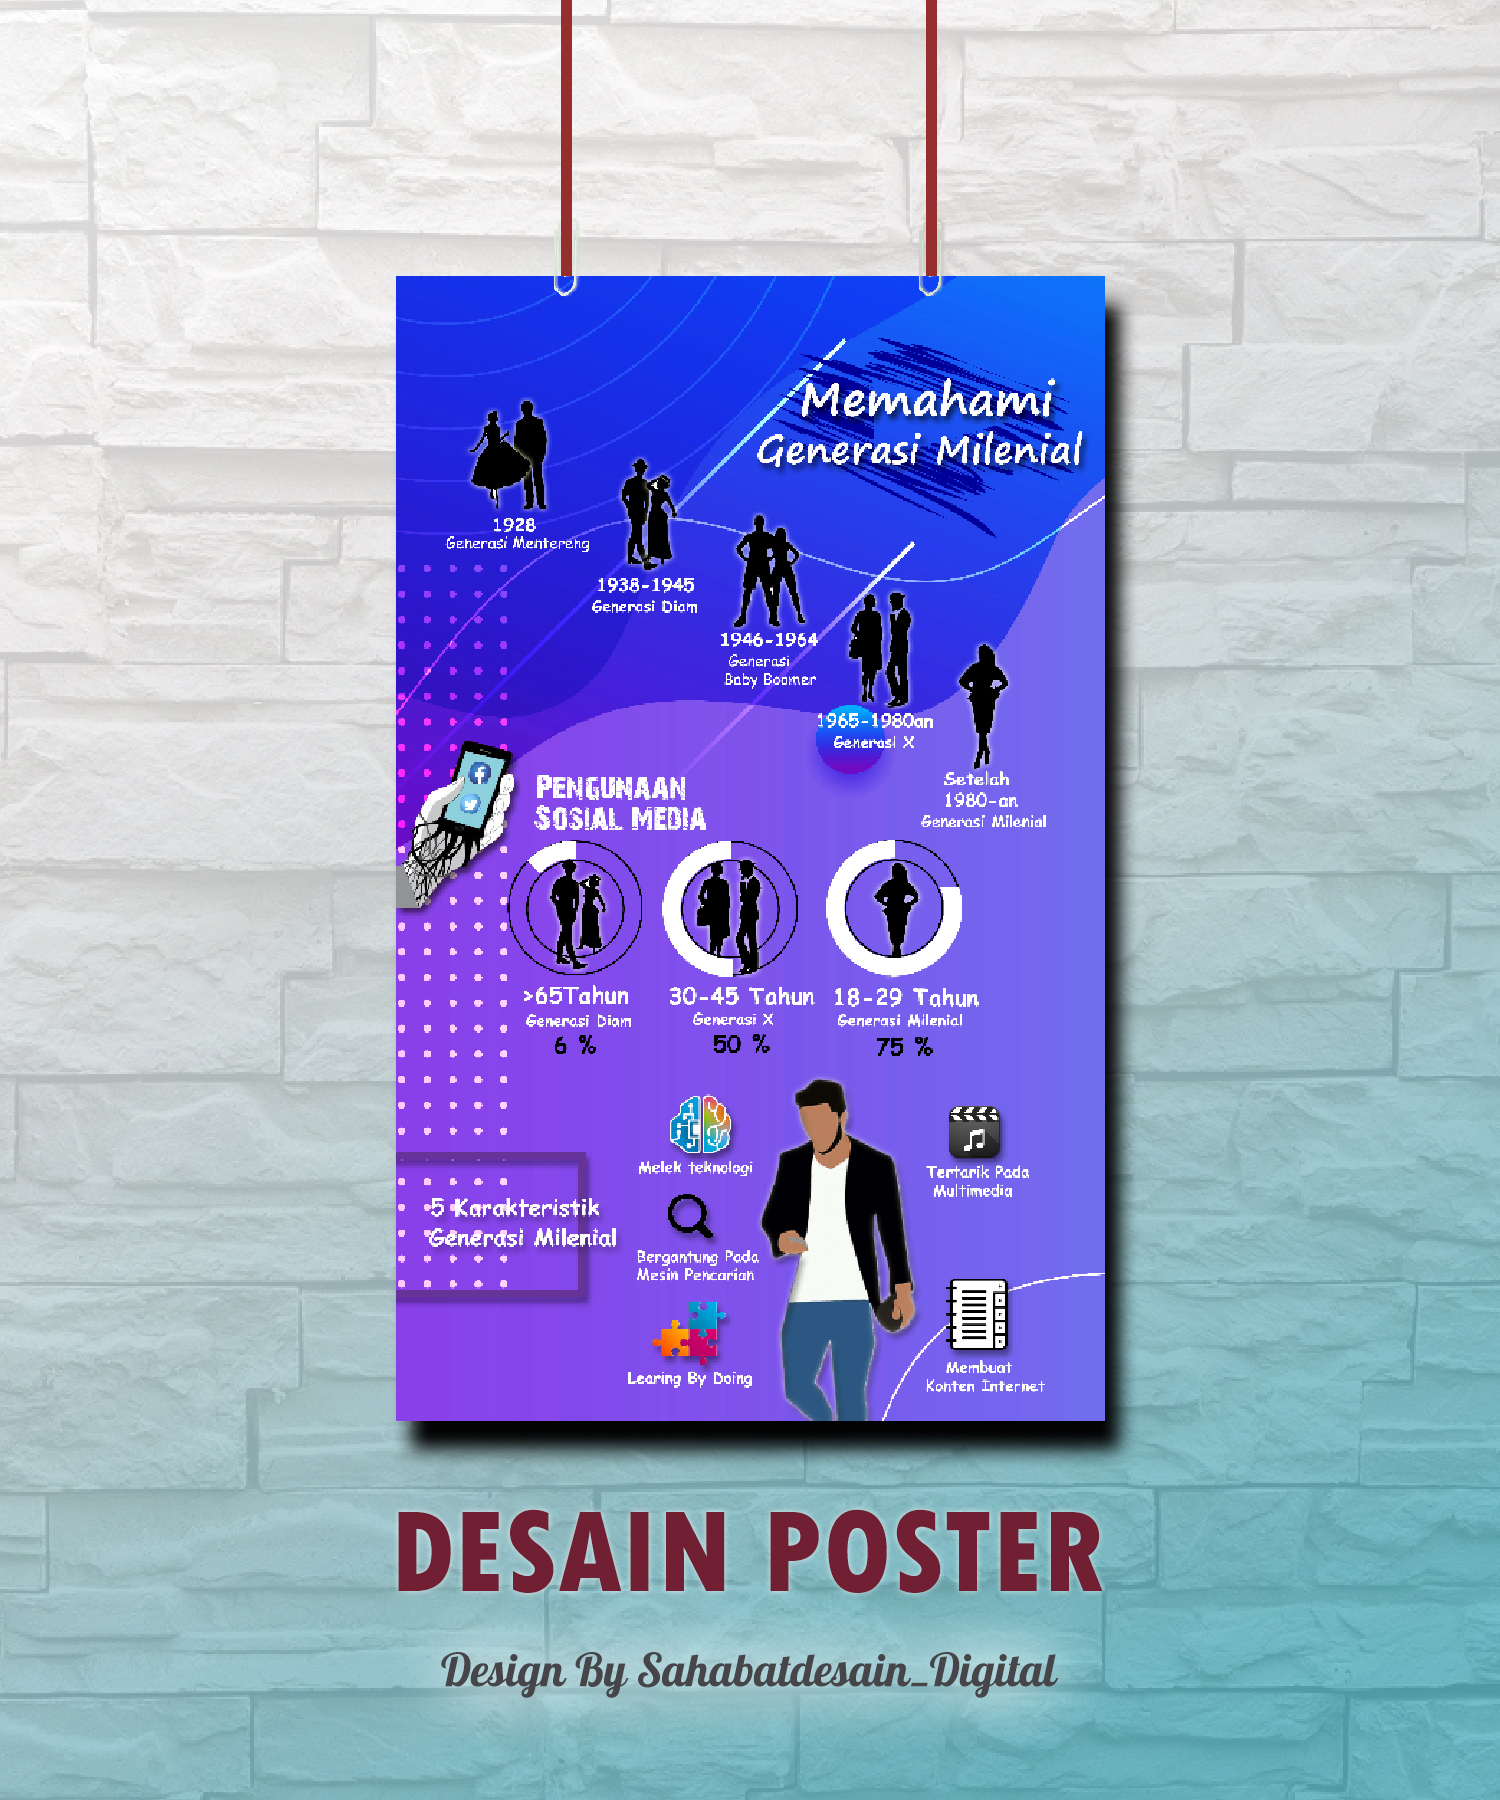 Memahami
Generasi Milenial
1928
Generasi Mentereng
1938-1945
Generasi Diam
1946-1964
Generasi
Baby Boomer
1965-1980an
Generasi X
Setelah
1980-an
Generasi Milenial
PENGUNAAN
SOSIAL MEDIA
>65Tahun
Generasi Diam
6 %
30-45 Tahun
Generasi X
50 %
18-29 Tahun
Generasi Milenial
75 %
5 Karakteristik
Generasi Milenial
Melek teknologi
Bergantung Pada
Mesin Pencarian
Learing By Doing
Tertarik Pada
Multimedia
Membuat
Konten Internet
DESAIN POSTER
Design By Sahabatdesain_Digital